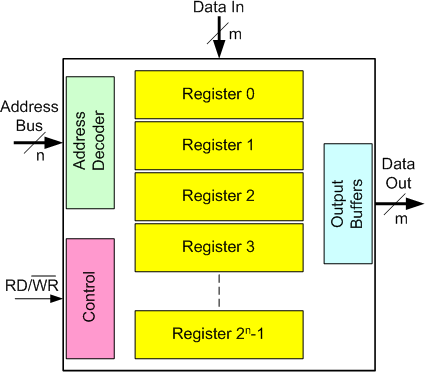 Data In
m
Address
Bus
n
Address
Decoder
Register 0
Register 1
Register 2
Register 3
Register 2ⁿ-1
Output
Buffers
Data
Out
m
RD/W̅R̅
Control